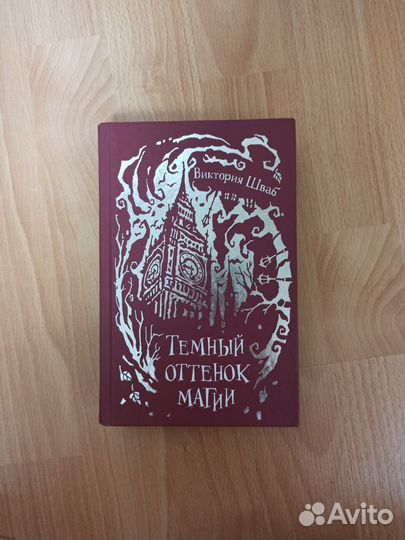 Виктория Шваб
Темный
оттенок
магии
Avito